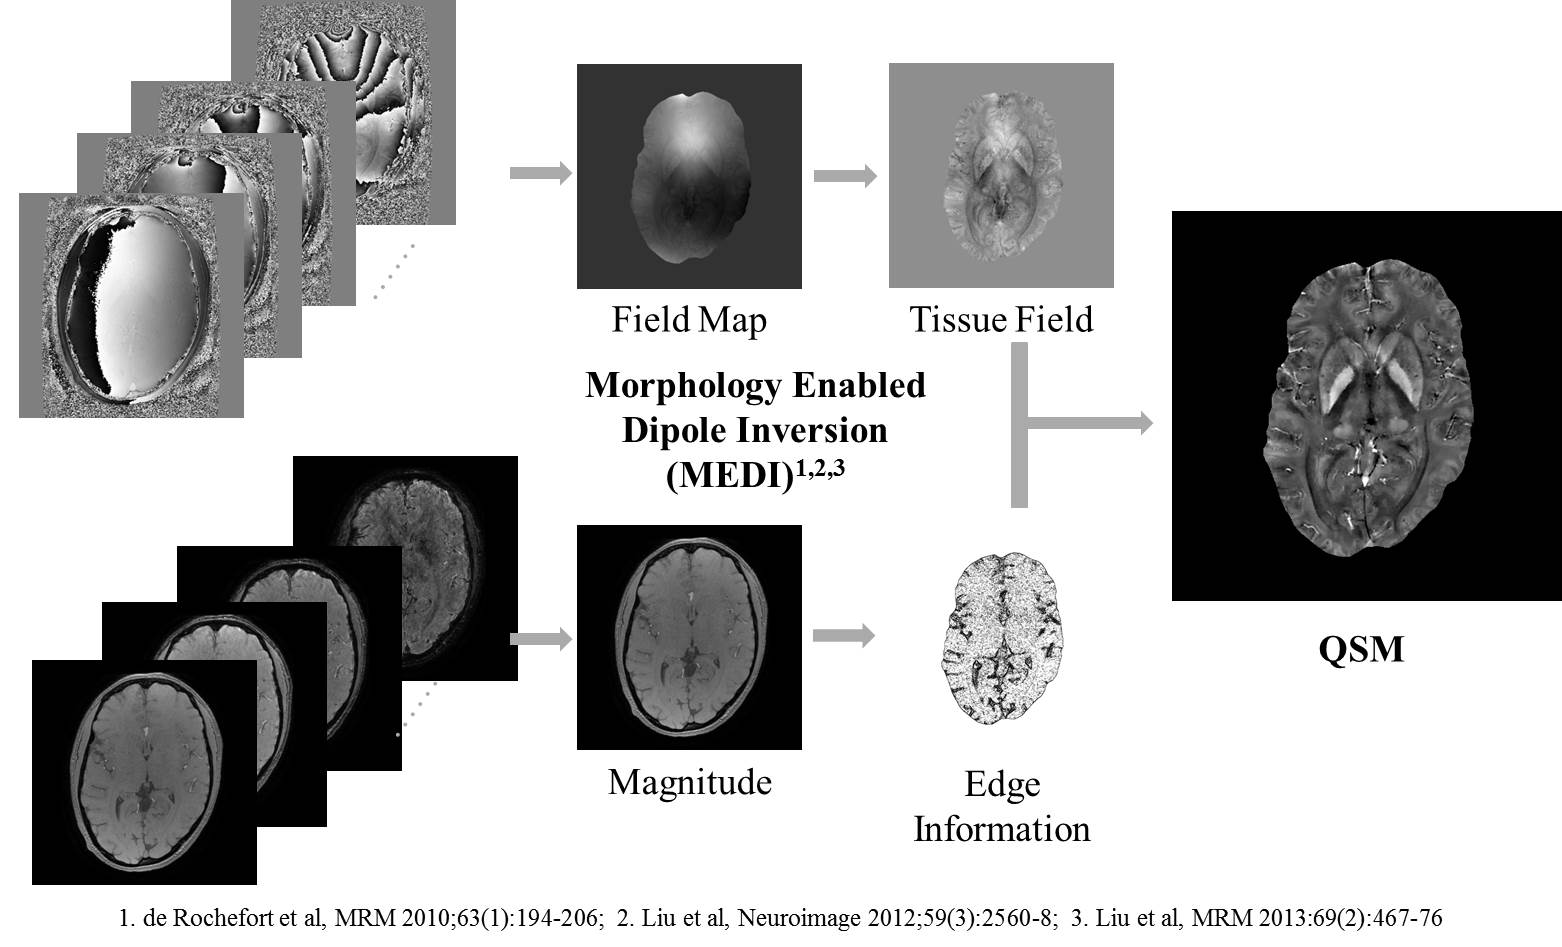 Field Map
Tissue Field
Morphology Enabled
Dipole Inversion
(MEDI)1,2,3
QSM
Magnitude
Edge
Information
1. de Rochefort et al, MRM 2010;63(1):194-206;  2. Liu et al, Neuroimage 2012;59(3):2560-8;  3. Liu et al, MRM 2013:69(2):467-76